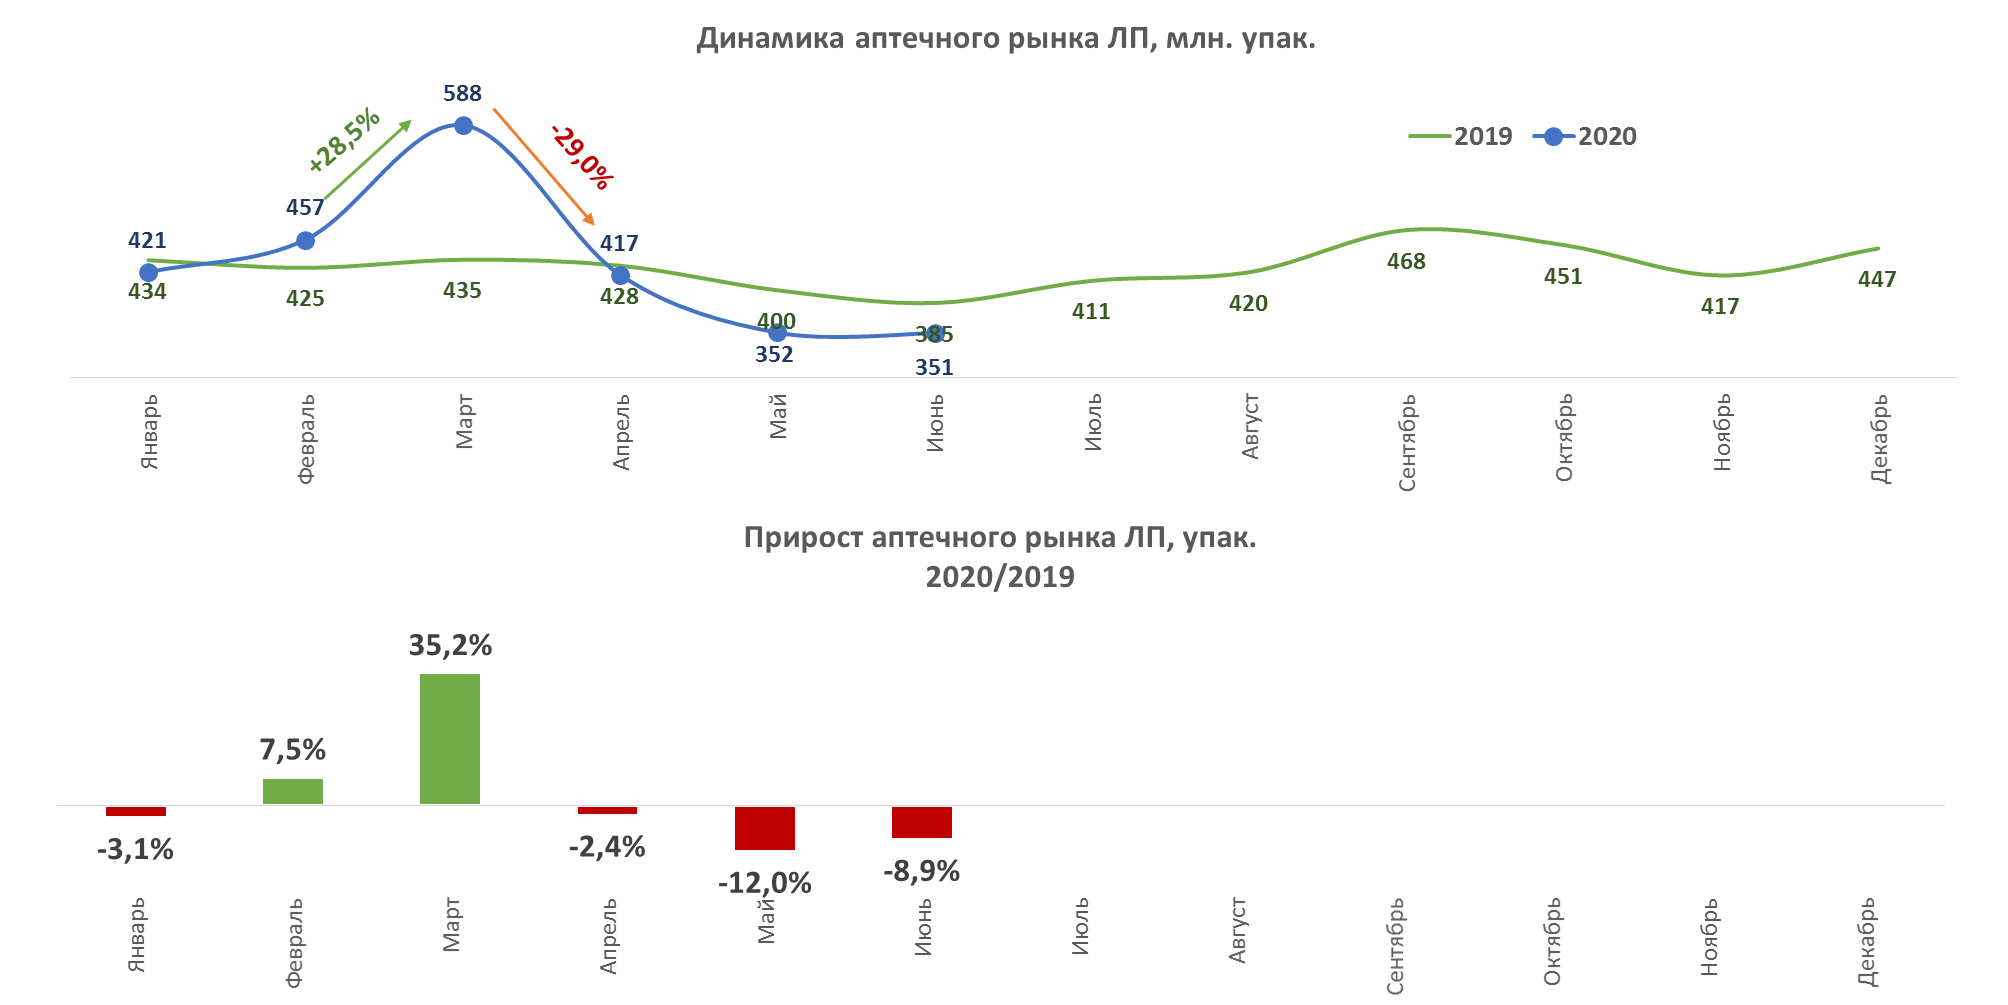 Динамика аптечного рынка ЛП, млн. упак.
2019 2020
+28,5%
-29,0%
421 457 588 417 352 351
434 425 435 428 400 385 411 420 468 451 417 447
Январь Февраль Март Апрель Май Июнь Июль Август Сентябрь Октябрь Ноябрь Декабрь
Прирост аптечного рынка ЛП, упак.
2020/2019
-3,1% 7,5% 35,2% -2,4% -12,0% -8,9%
Январь Февраль Март Апрель Май Июнь Июль Август Сентябрь Октябрь Ноябрь Декабрь